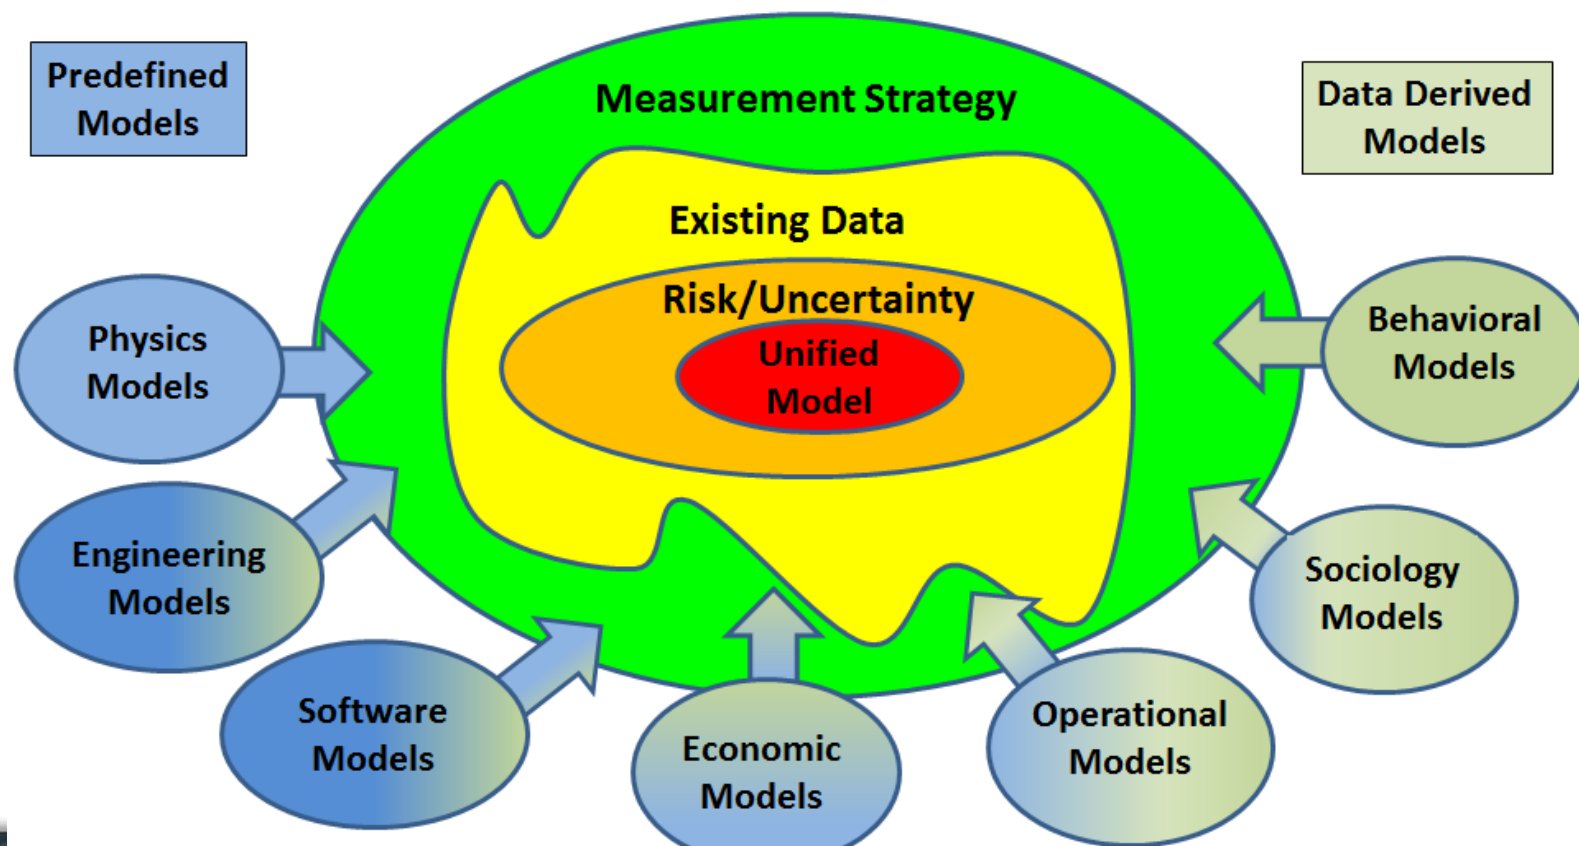 Predefined
Models
Measurement Strategy
Data Derived
Models
Existing Data
Risk/Uncertainty
Unified
Model
Physics
Models
Behavioral
Models
Engineering
Models
Sociology
Models
Software
Models
Economic
Models
Operational
Models